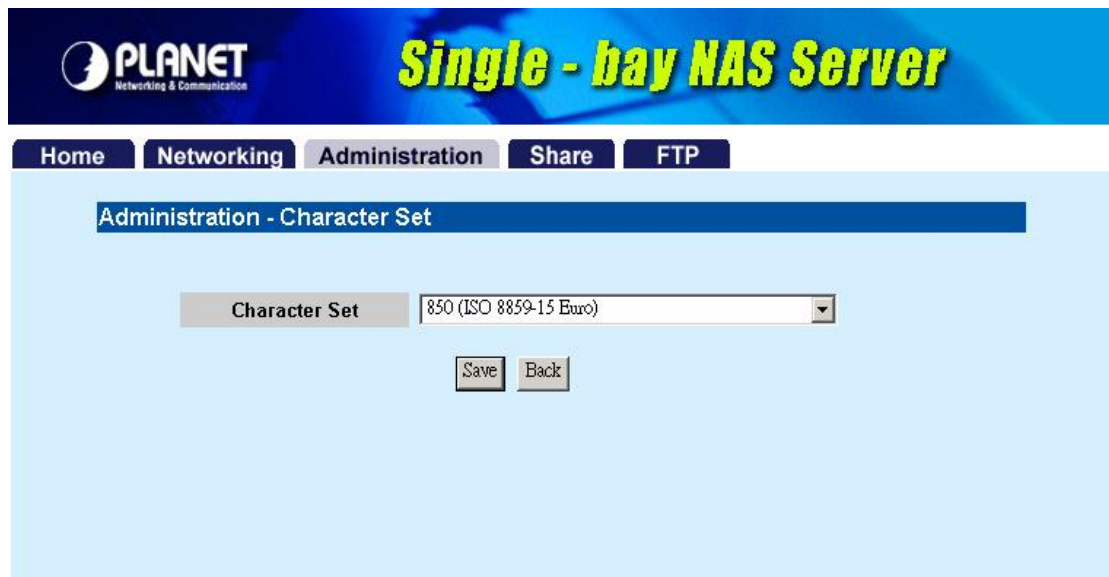 PLANET
Networking & Communication
Single - bay NAS Server
Home Networking Administration Share FTP
Administration - Character Set
Character Set 850 (ISO 8859-15 Euro)
Save Back